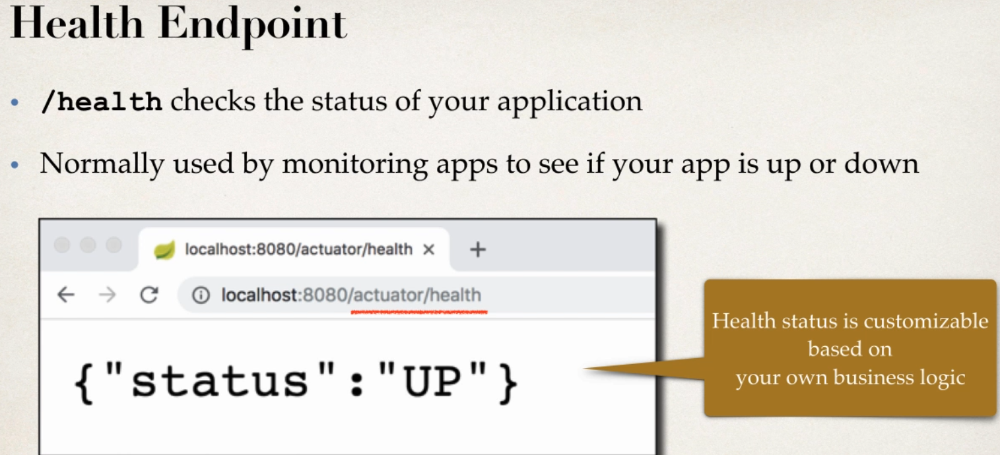 Health Endpoint
• /health checks the status of your application
• Normally used by monitoring apps to see if your app is up or down
localhost:8080/actuator/health
localhost:8080/actuator/health
{"status":"UP"}
Health status is customizable
based on
your own business logic